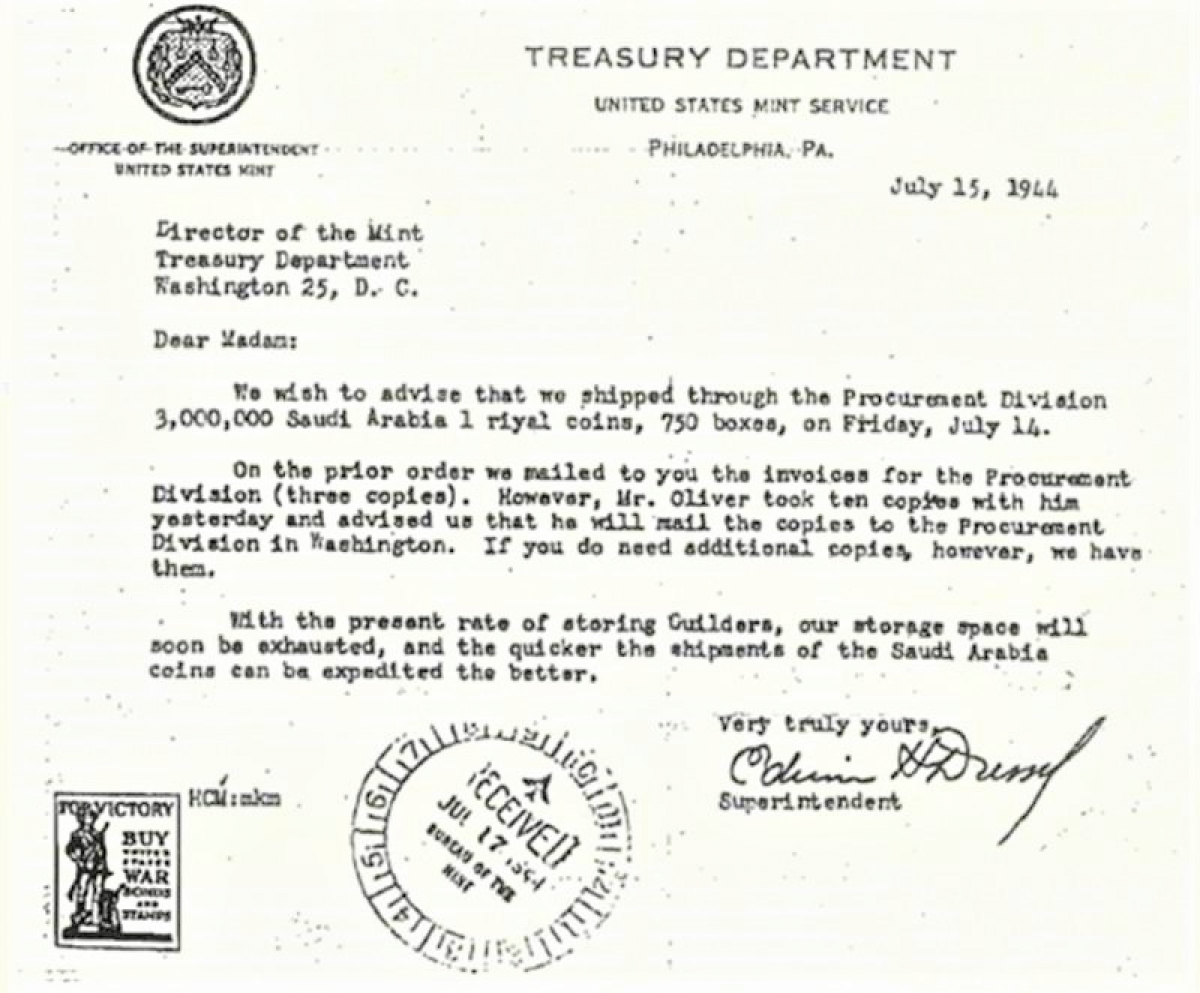 TREASURY DEPARTMENT
UNITED STATES MINT SERVICE
PHILADELPHIA, PA.
OFFICE OF THE SUPERINTENDENT
UNITED STATES MINT
July 15, 1944
Director of the Mint
Treasury Department
Washington 25, D. C.
Dear Madam:
We wish to advise that we shipped through the Procurement Division
3,000,000 Saudi Arabia 1 riyal coins, 750 boxes, on Friday, July 14.
On the prior order we mailed to you the invoices for the Procurement
Division (three copies). However, Mr. Oliver took ten copies with him
yesterday and advised us that he will mail the copies to the Procurement
Division in Washington. If you do need additional copies, however, we have
them.
With the present rate of storing Guilders, our storage space will
soon be exhausted, and the quicker the shipments of the Saudi Arabia
coins can be expedited the better.
Very truly yours,
Edwin H Dressel
Superintendent
HCM:mkm
FOR VICTORY
BUY
UNITED
STATES
WAR
BONDS
AND
STAMPS
RECEIVED
JUL 17 1944
BUREAU OF THE
MINT